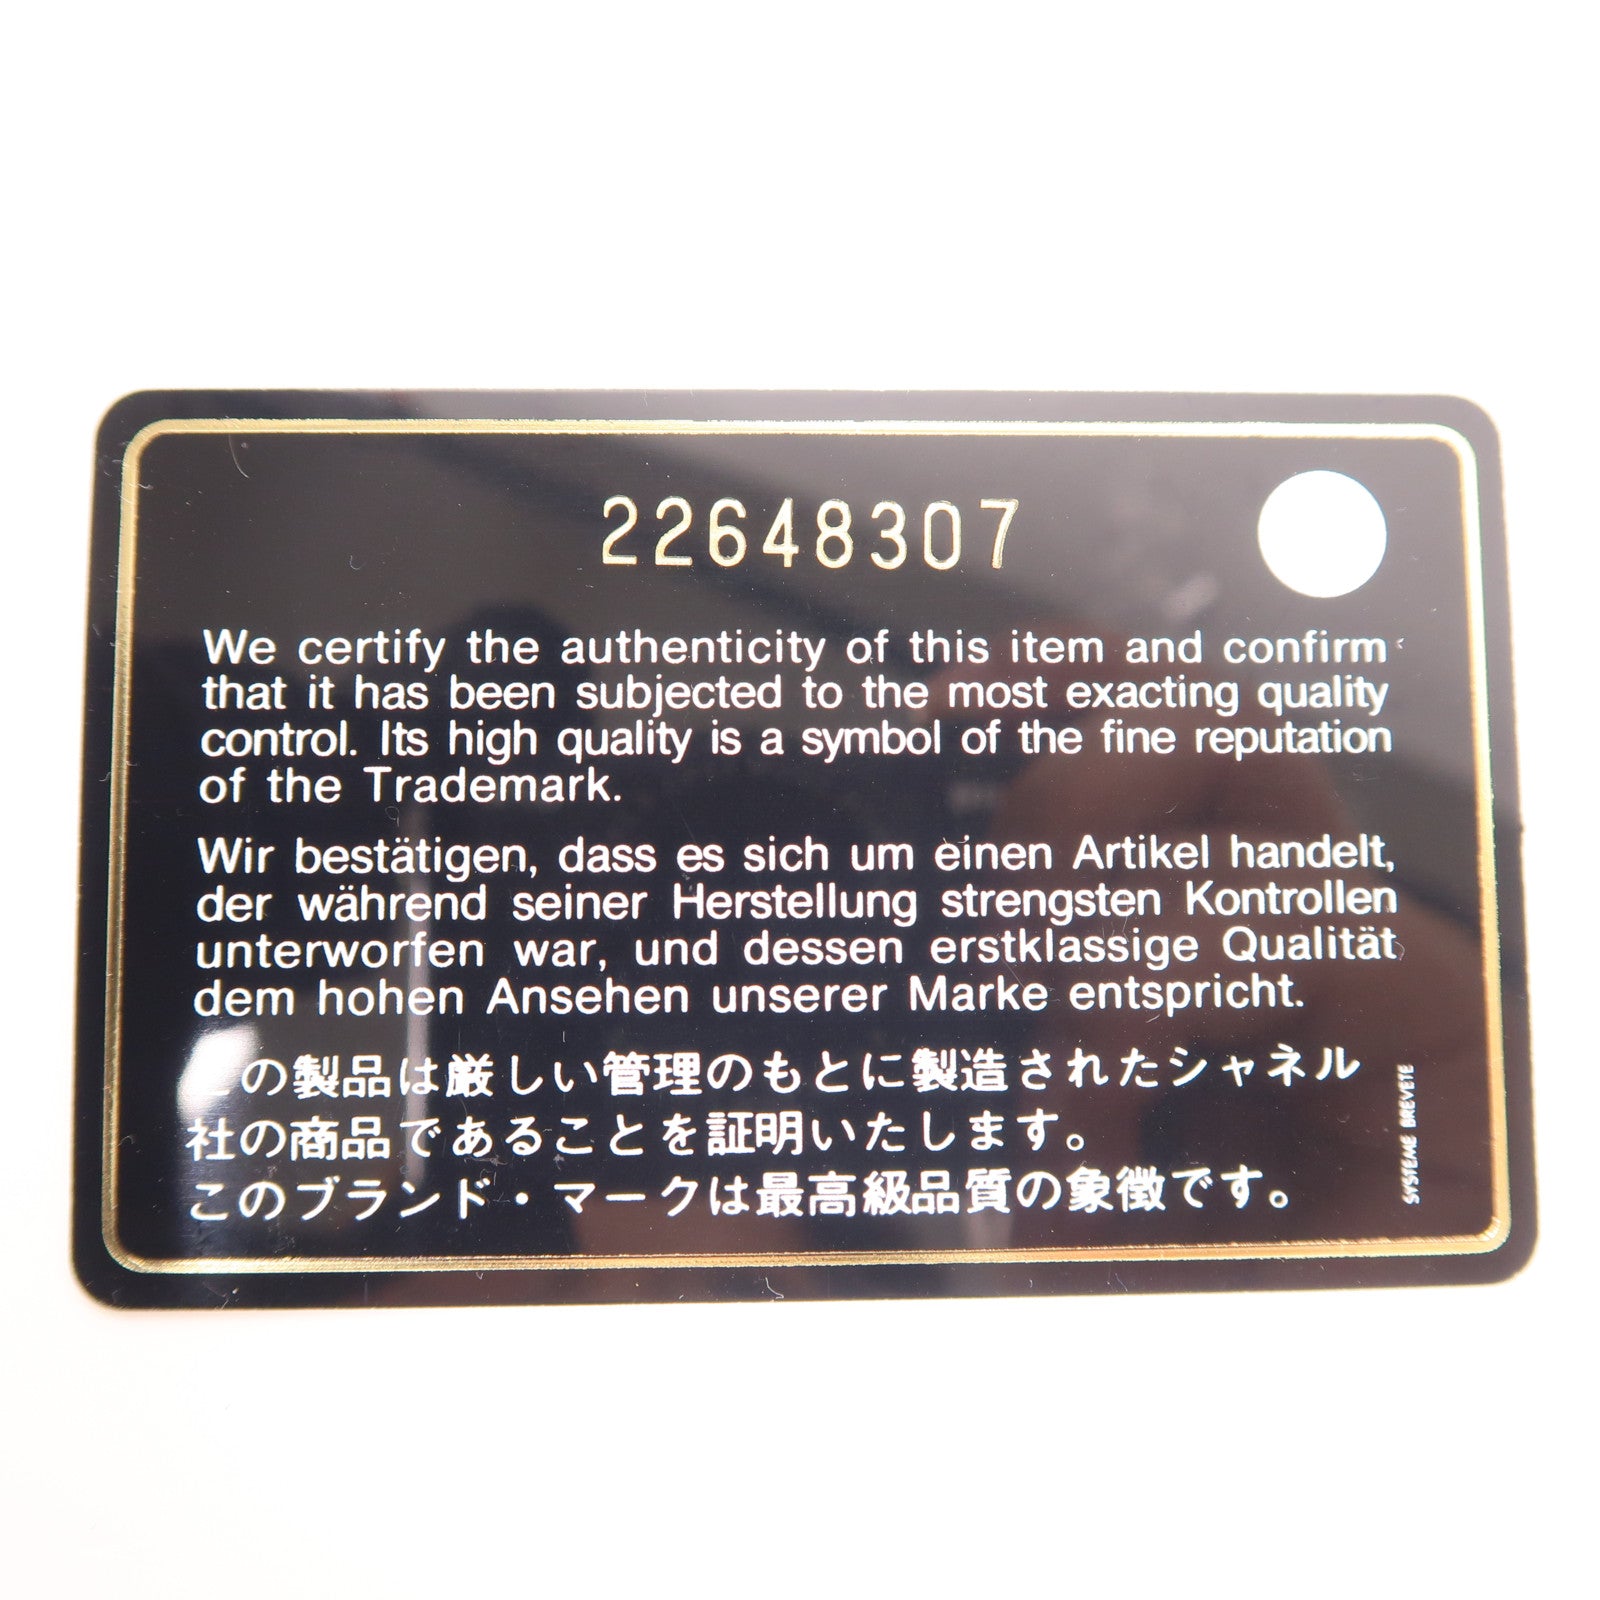 22648307
We certify the authenticity of this item and confirm
that it has been subjected to the most exacting quality
control. Its high quality is a symbol of the fine reputation
of the Trademark.
Wir bestätigen, dass es sich um einen Artikel handelt,
der während seiner Herstellung strengsten Kontrollen
unterworfen war, und dessen erstklassige Qualität
dem hohen Ansehen unserer Marke entspricht.
この製品は厳しい管理のもとに製造されたシャネル
社の商品であることを証明いたします。
このブランド・マークは最高級品質の象徴です。
SYSTEME BREVETE